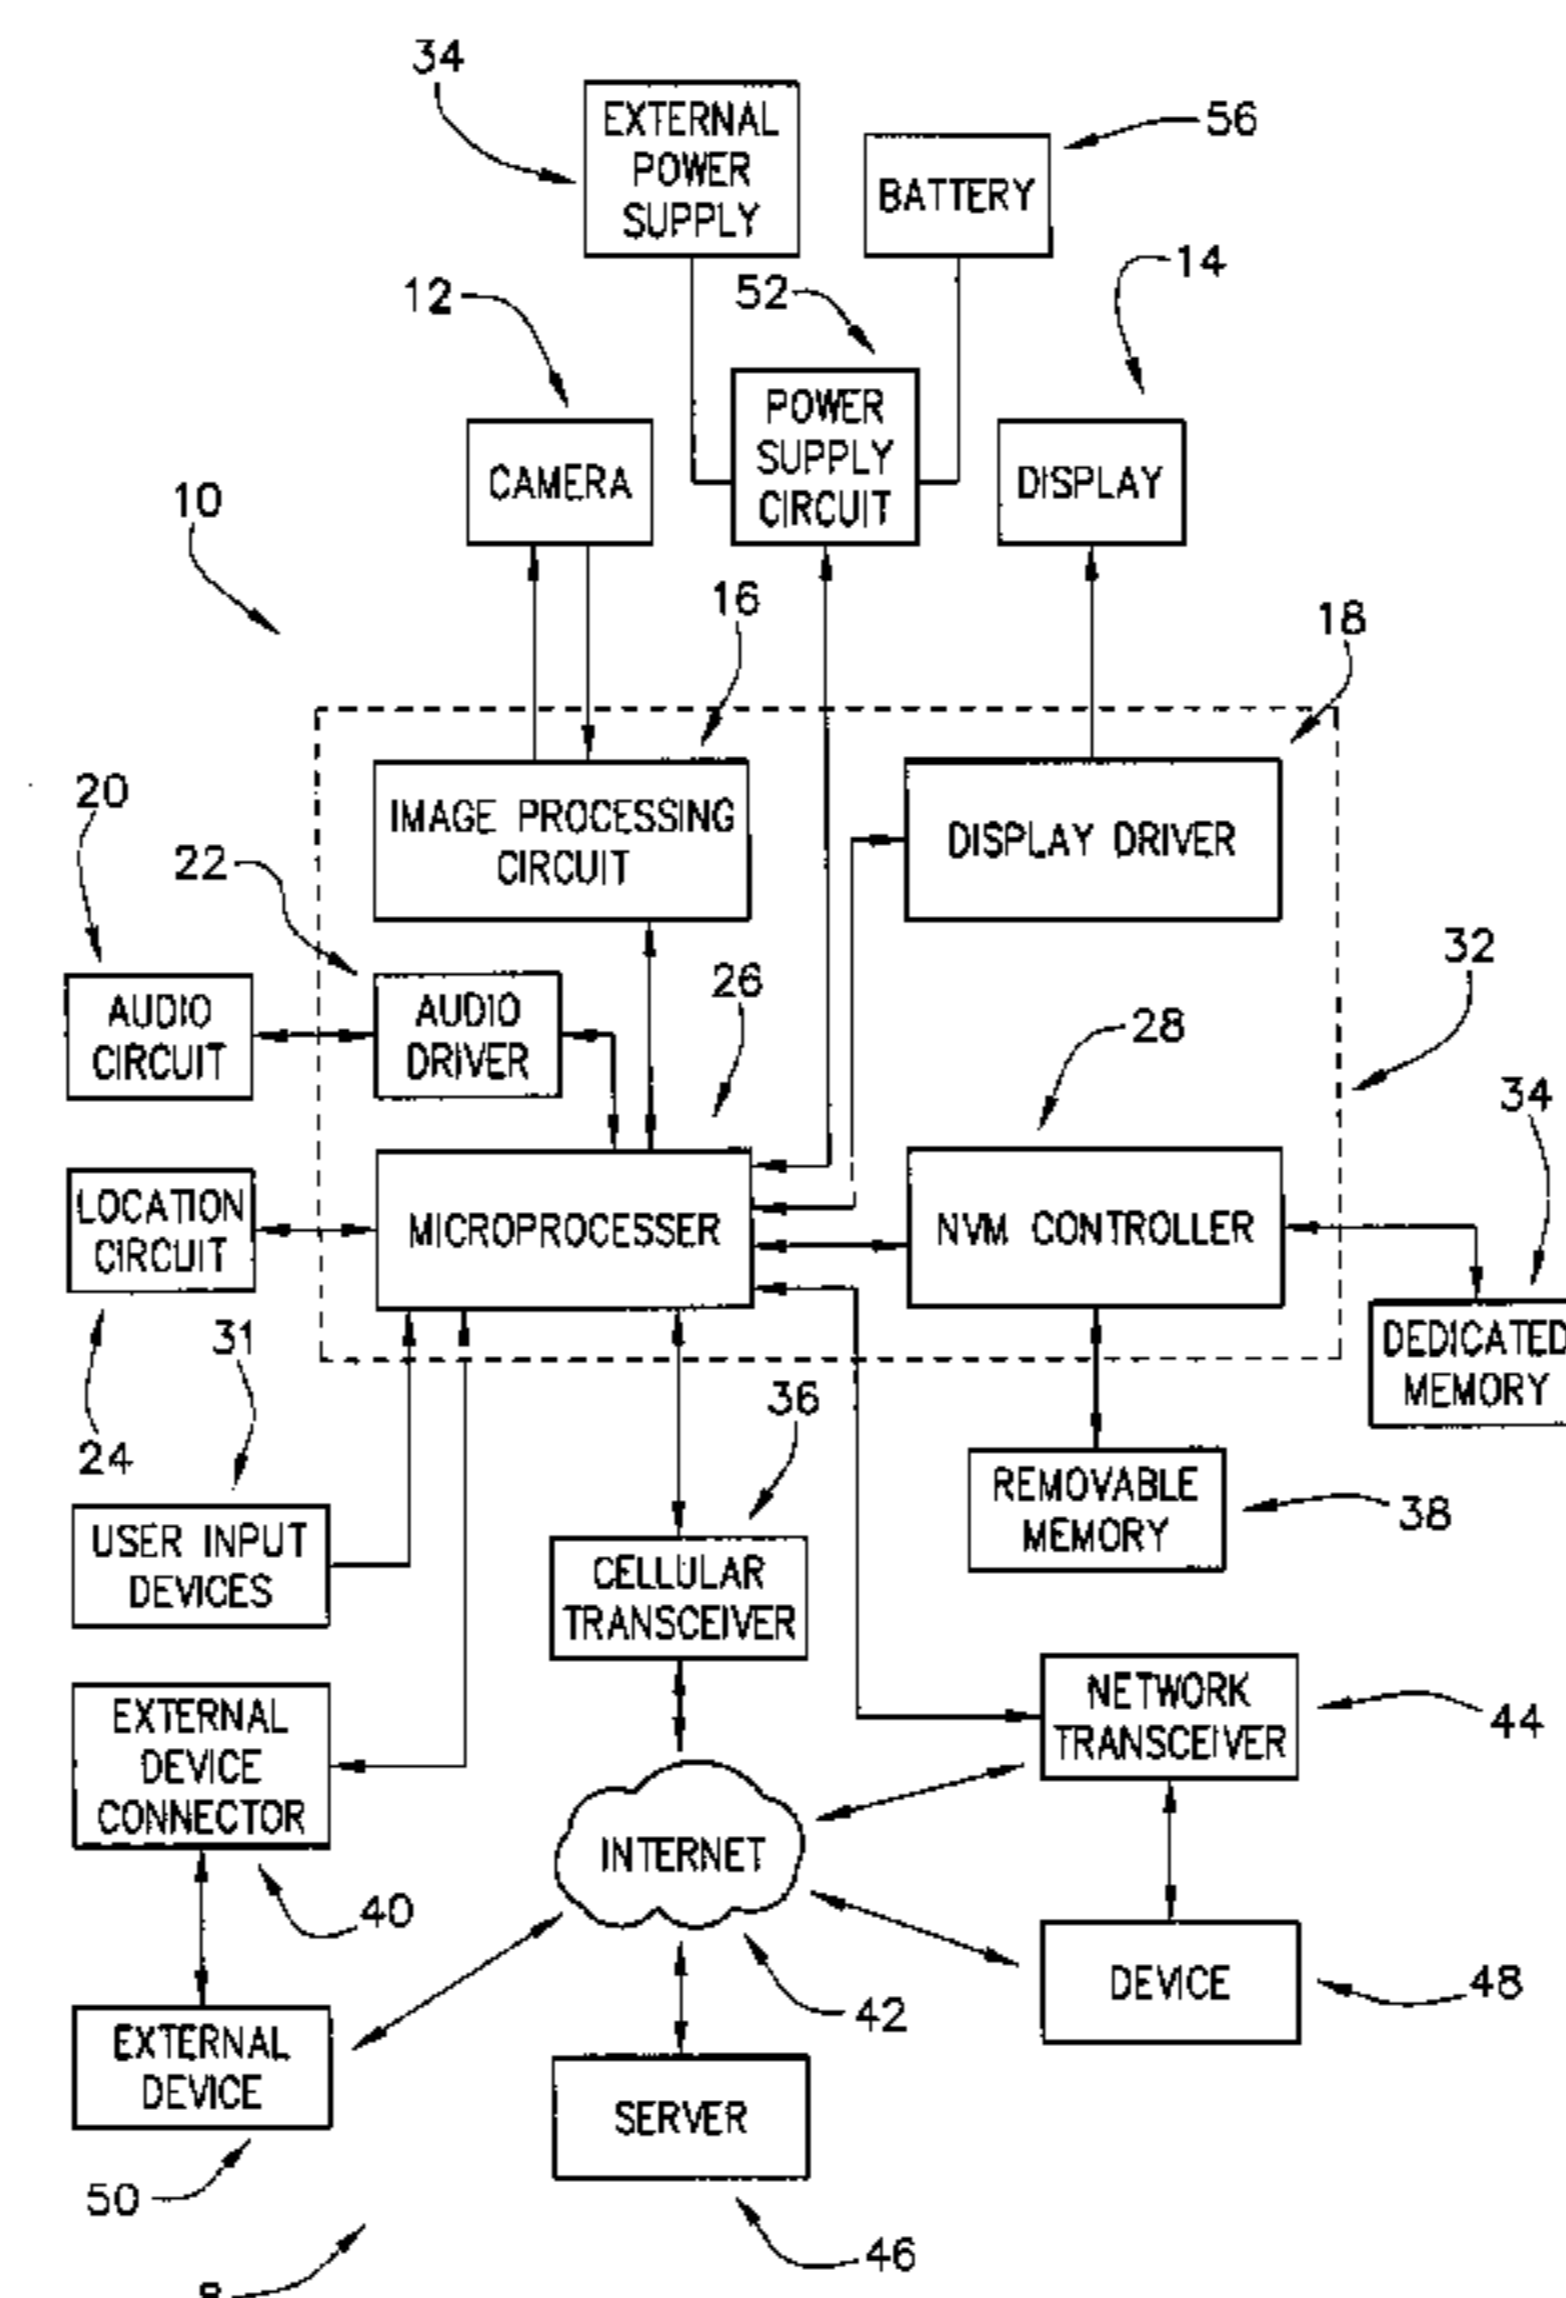 34
EXTERNAL
POWER
SUPPLY
56
BATTERY
12
52
14
POWER
SUPPLY
CIRCUIT
CAMERA
DISPLAY
10
16
18
IMAGE PROCESSING
CIRCUIT
DISPLAY DRIVER
20
22
AUDIO
CIRCUIT
AUDIO
DRIVER
26
28
32
34
LOCATION
CIRCUIT
MICROPROCESSER
NVM CONTROLLER
DEDICATED
MEMORY
24
31
36
REMOVABLE
MEMORY
38
USER INPUT
DEVICES
CELLULAR
TRANSCEIVER
EXTERNAL
DEVICE
CONNECTOR
NETWORK
TRANSCEIVER
44
INTERNET
40
42
DEVICE
48
EXTERNAL
DEVICE
SERVER
50
46
8